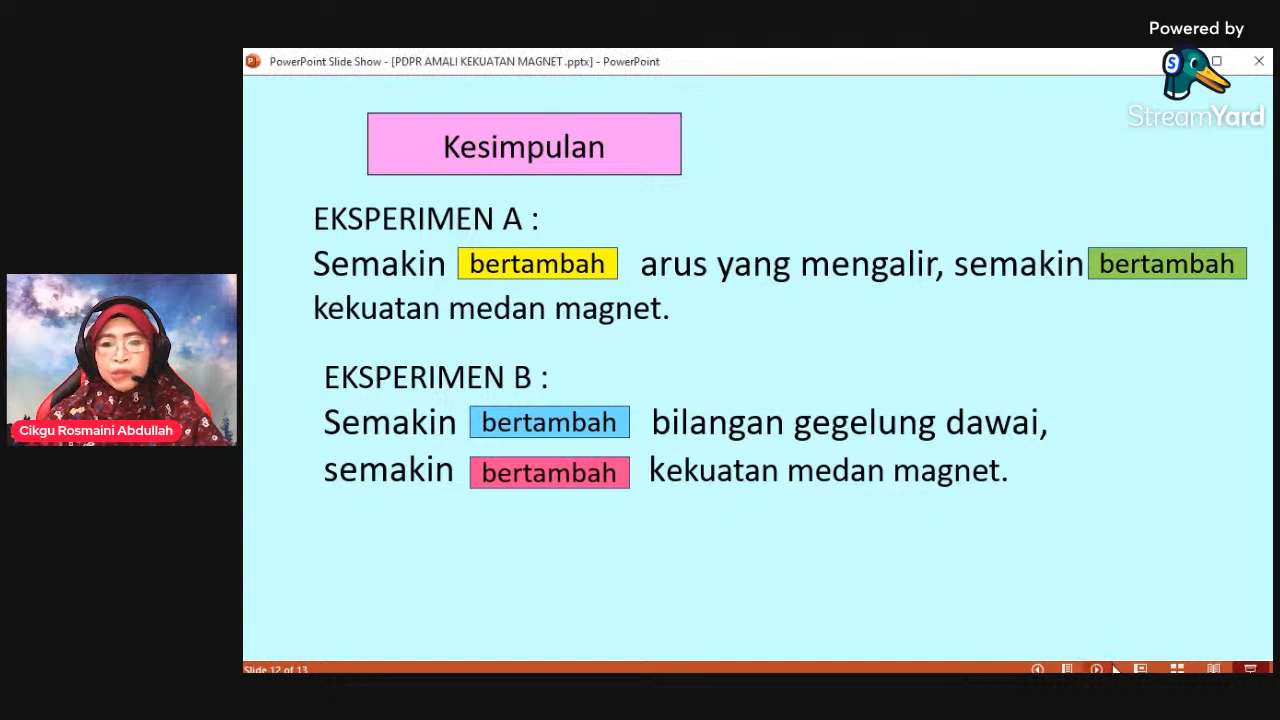 Powered by
PowerPoint Slide Show - [PDPR AMALI KEKUATAN MAGNET .pptx] - PowerPoint
S
StreamYard
Kesimpulan
EKSPERIMEN A :
Semakin bertambah arus yang mengalir, semakin bertambah
kekuatan medan magnet.
EKSPERIMEN B :
Semakin bertambah bilangan gegelung dawai,
semakin bertambah kekuatan medan magnet.
Cikgu Rosmaini Abdullah
Slide 12 of 13